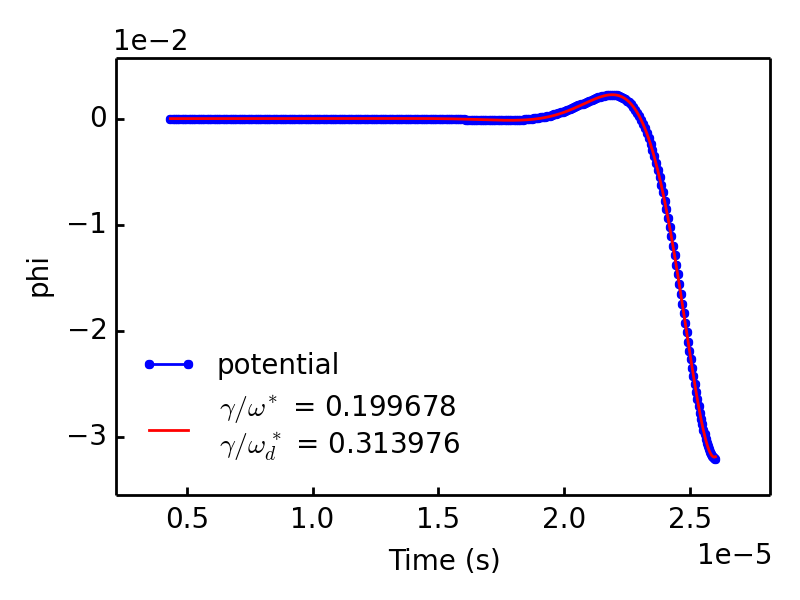 1e−2
0
−1
−2
−3
phi
potential
γ/ω* = 0.199678
γ/ω_d* = 0.313976
0.5 1.0 1.5 2.0 2.5
1e−5
Time (s)